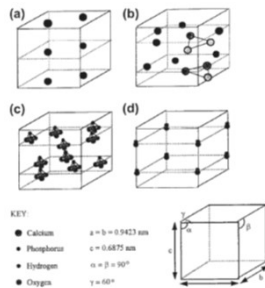 (a)
(b)
(c)
(d)
KEY:
Calcium a = b = 0.9423 nm
Phosphorus c = 0.6875 nm
Hydrogen α = β = 90°
Oxygen γ = 60°
γ
α
β
c
b